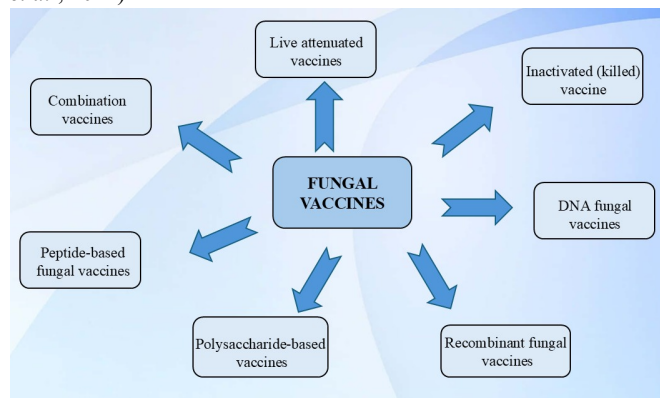 Live attenuated
vaccines
Inactivated (killed)
vaccine
Combination
vaccines
FUNGAL
VACCINES
DNA fungal
vaccines
Peptide-based
fungal vaccines
Polysaccharide-based
vaccines
Recombinant fungal
vaccines